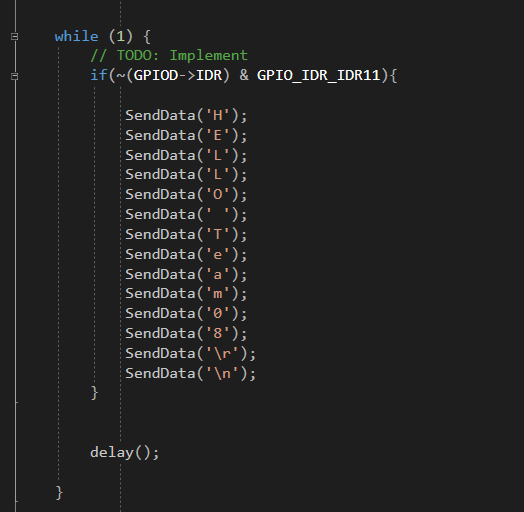 while (1) {
// TODO: Implement
if(~(GPIOD->IDR) & GPIO_IDR_IDR11){
SendData('H');
SendData('E');
SendData('L');
SendData('L');
SendData('O');
SendData(' ');
SendData('T');
SendData('e');
SendData('a');
SendData('m');
SendData('0');
SendData('8');
SendData('\r');
SendData('\n');
}
delay();
}